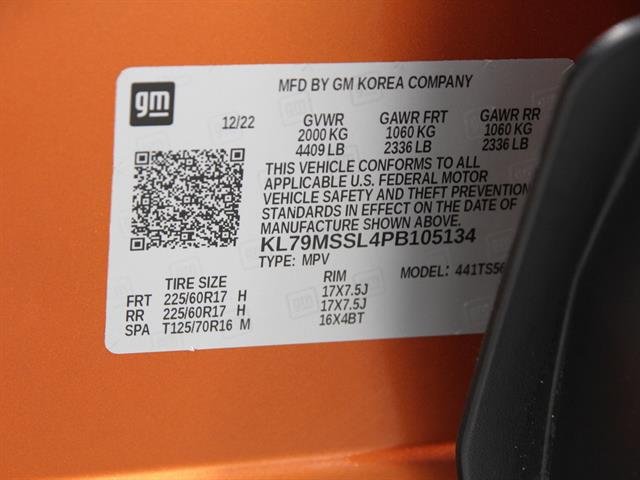 gm
MFD BY GM KOREA COMPANY
12/22
GVWR GAWR FRT GAWR RR
2000 KG 1060 KG 1060 KG
4409 LB 2336 LB 2336 LB
THIS VEHICLE CONFORMS TO ALL
APPLICABLE U.S. FEDERAL MOTOR
VEHICLE SAFETY AND THEFT PREVENTION
STANDARDS IN EFFECT ON THE DATE OF
MANUFACTURE SHOWN ABOVE.
KL79MSSL4PB105134
TYPE: MPV MODEL: 441TS56
TIRE SIZE RIM
FRT 225/60R17 H 17X7.5J
RR 225/60R17 H 17X7.5J
SPA T125/70R16 M 16X4BT